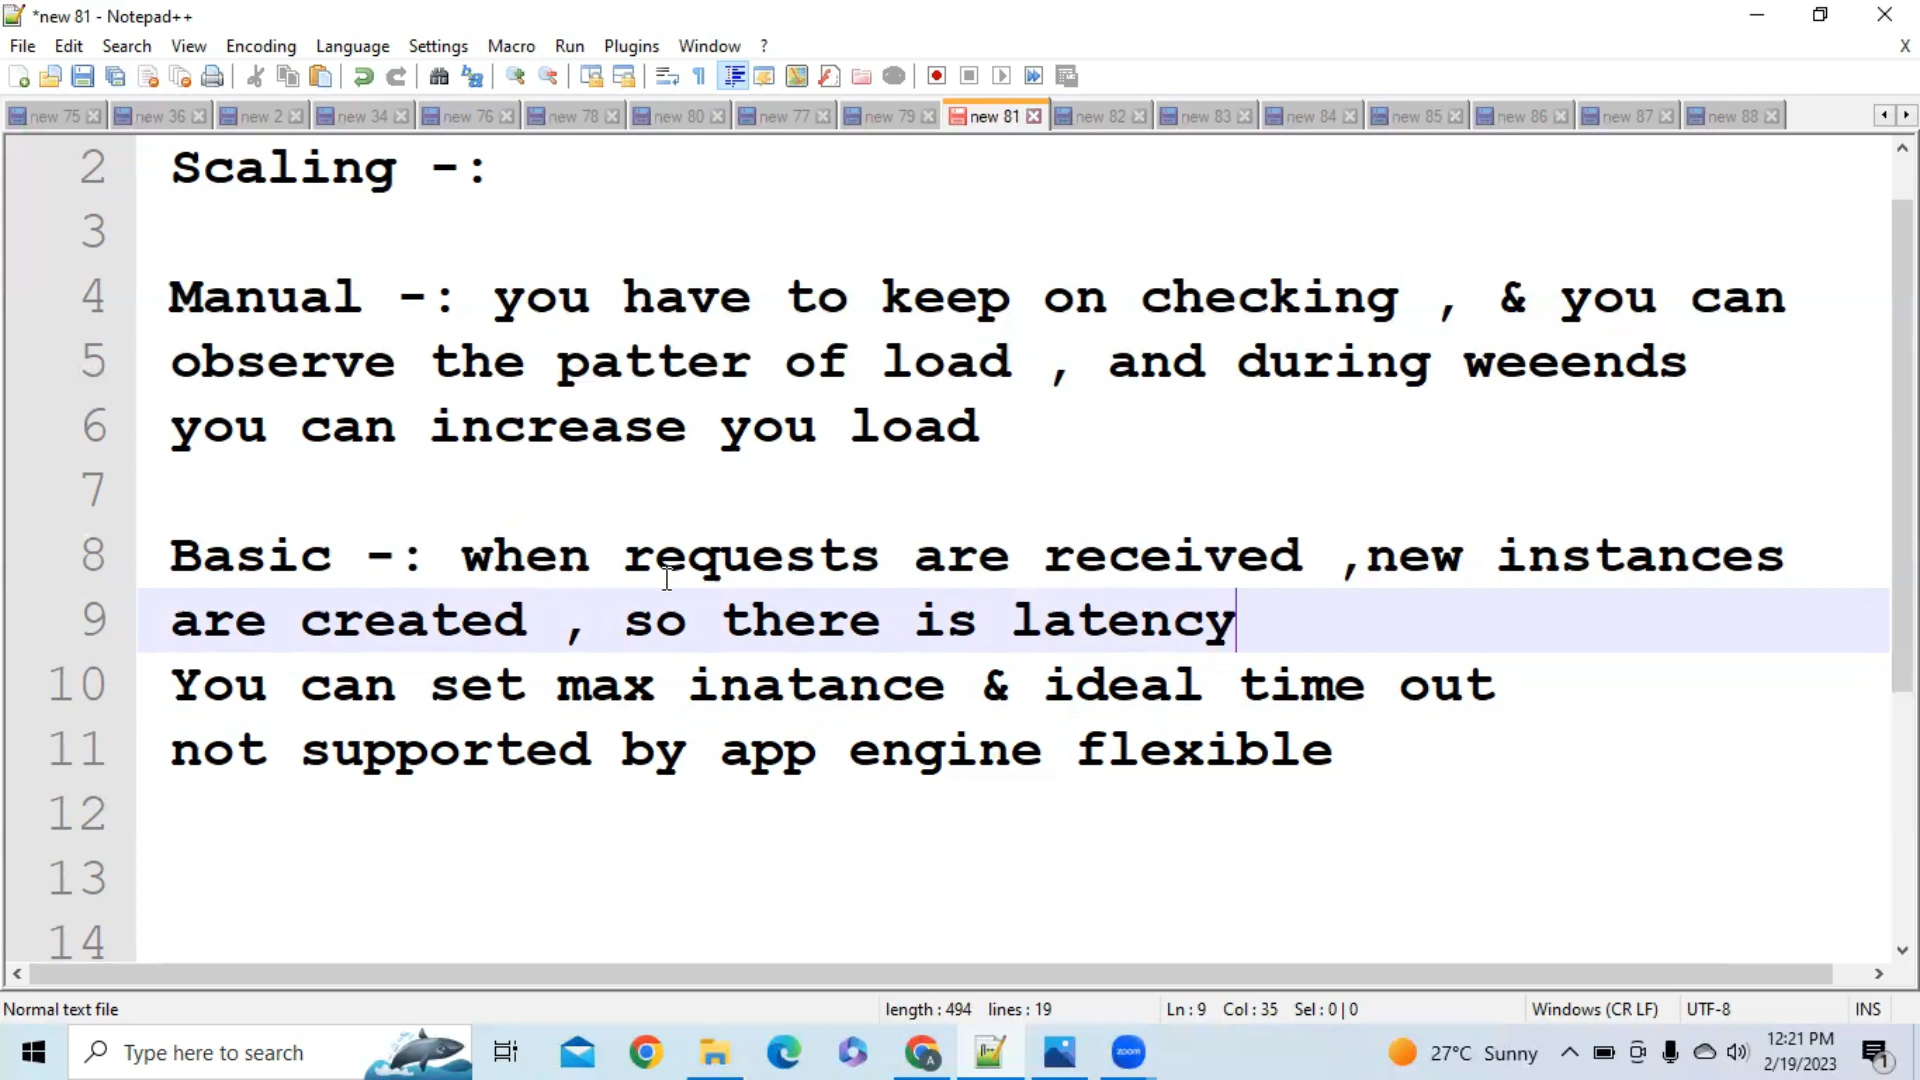 *new 81 - Notepad++
File Edit Search View Encoding Language Settings Macro Run Plugins Window ? X
new 75 new 36 new 2 new 34 new 76 new 78 new 80 new 77 new 79 new 81 new 82 new 83 new 84 new 85 new 86 new 87 new 88
2 Scaling -:
3
4 Manual -: you have to keep on checking , & you can
5 observe the patter of load , and during weeends
6 you can increase you load
7
8 Basic -: when requests are received ,new instances
9 are created , so there is latency
10 You can set max inatance & ideal time out
11 not supported by app engine flexible
12
13
14
Normal text file length : 494 lines : 19 Ln : 9 Col : 35 Sel : 0 | 0 Windows (CR LF) UTF-8 INS
Type here to search zoom 27°C Sunny 12:21 PM
2/19/2023 1